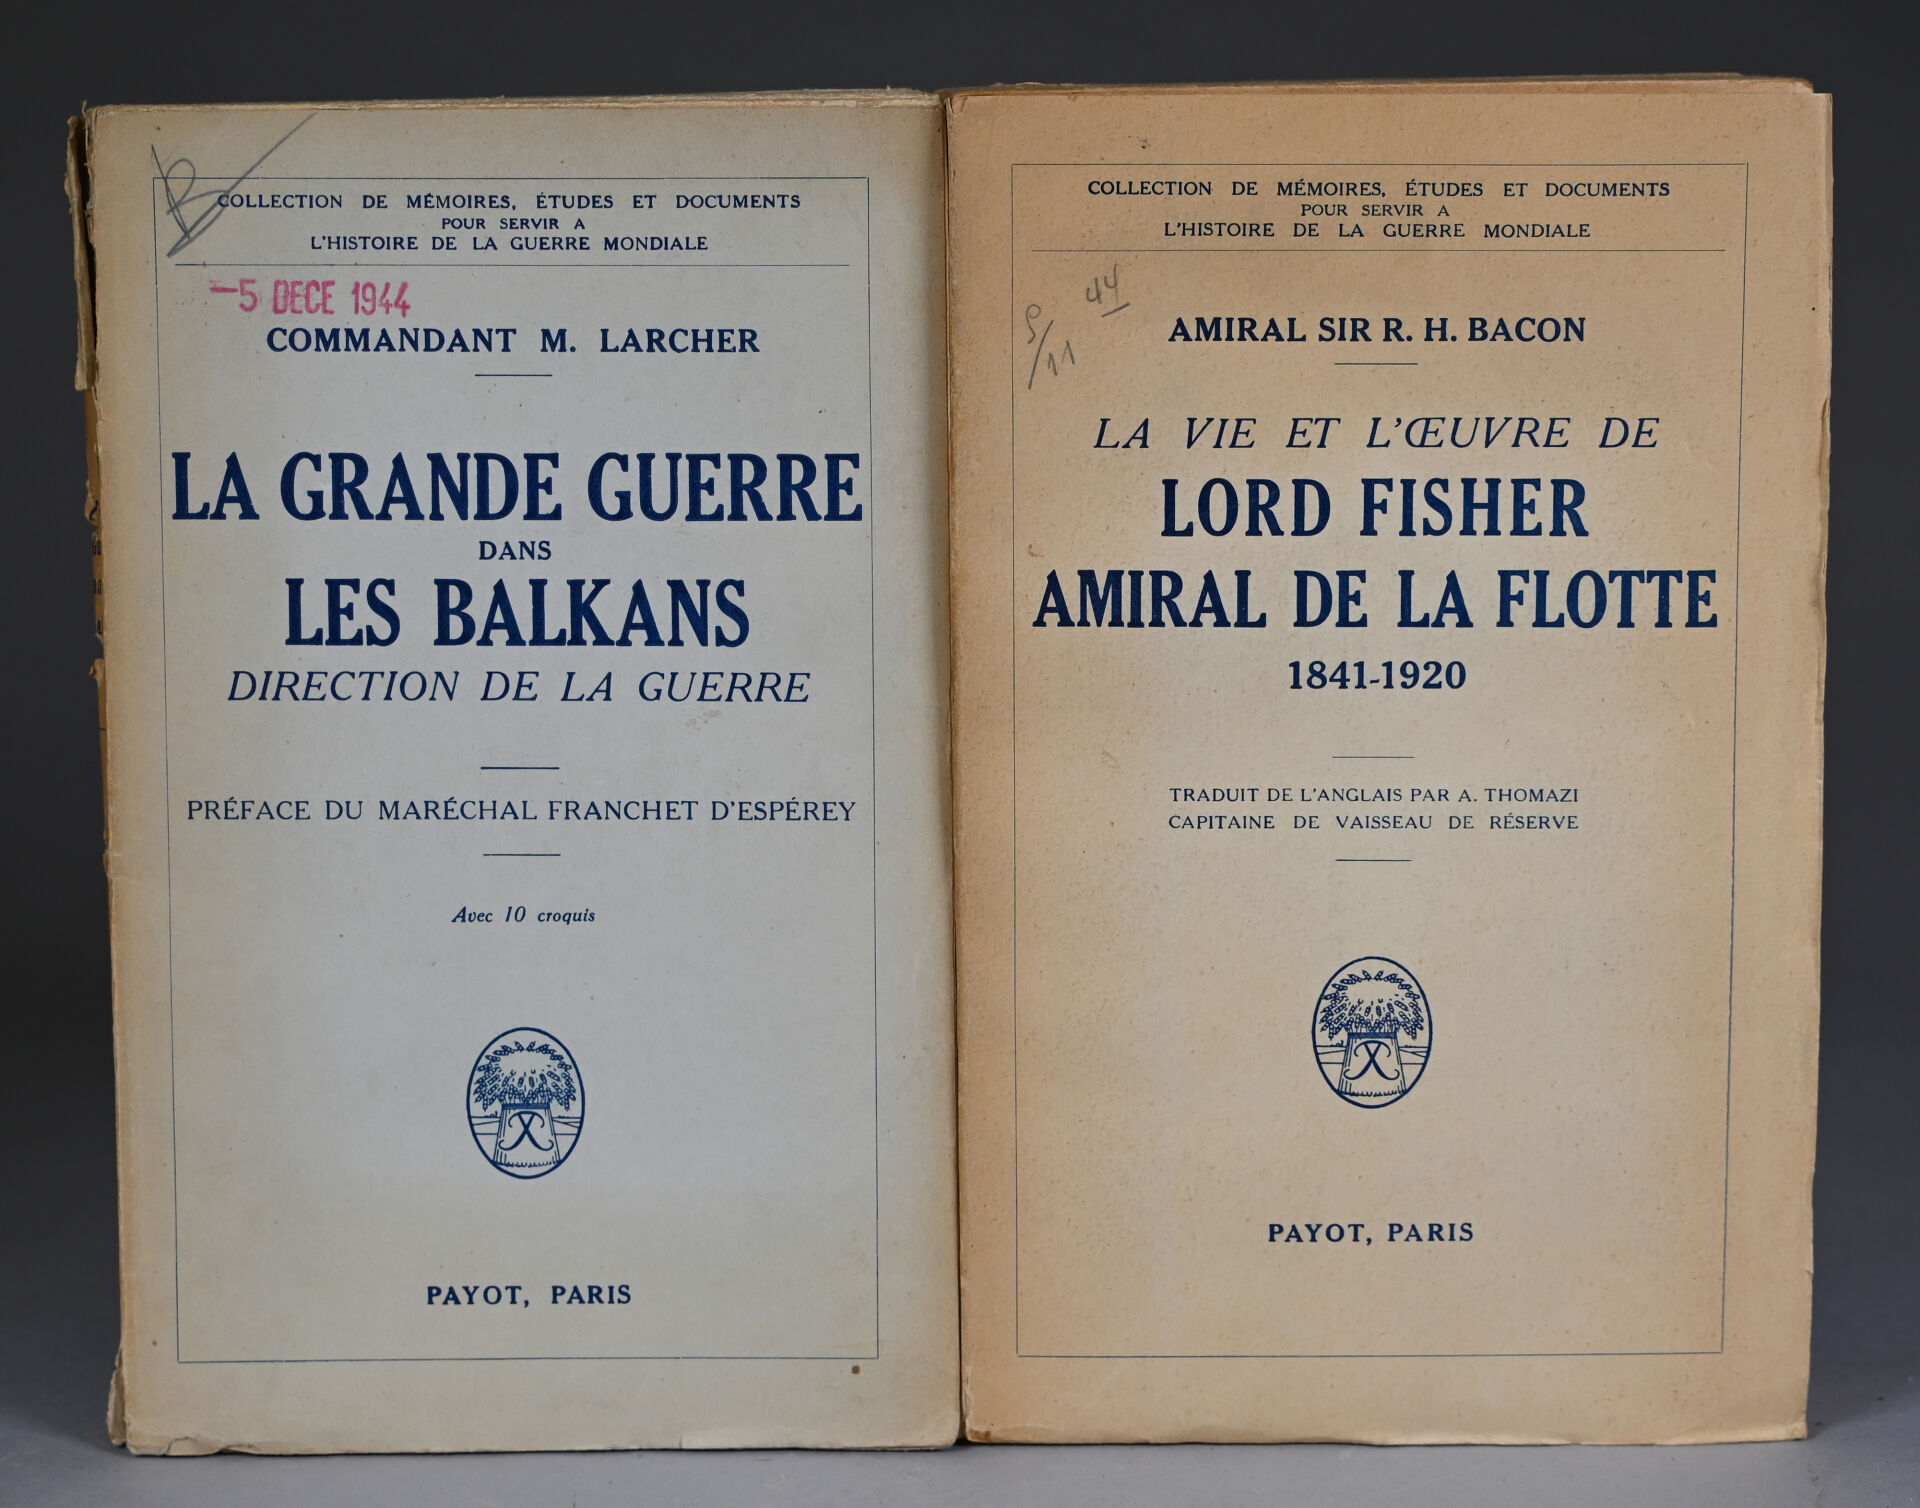 COLLECTION DE MÉMOIRES, ÉTUDES ET DOCUMENTS
POUR SERVIR A
L'HISTOIRE DE LA GUERRE MONDIALE
-5 DECE 1944
COMMANDANT M. LARCHER
LA GRANDE GUERRE
DANS
LES BALKANS
DIRECTION DE LA GUERRE
PRÉFACE DU MARÉCHAL FRANCHET D'ESPÉREY
Avec 10 croquis
PAYOT, PARIS
COLLECTION DE MÉMOIRES, ÉTUDES ET DOCUMENTS
POUR SERVIR A
L'HISTOIRE DE LA GUERRE MONDIALE
44
AMIRAL SIR R. H. BACON
LA VIE ET L'ŒUVRE DE
LORD FISHER
AMIRAL DE LA FLOTTE
1841-1920
TRADUIT DE L'ANGLAIS PAR A. THOMAZI
CAPITAINE DE VAISSEAU DE RÉSERVE
PAYOT, PARIS